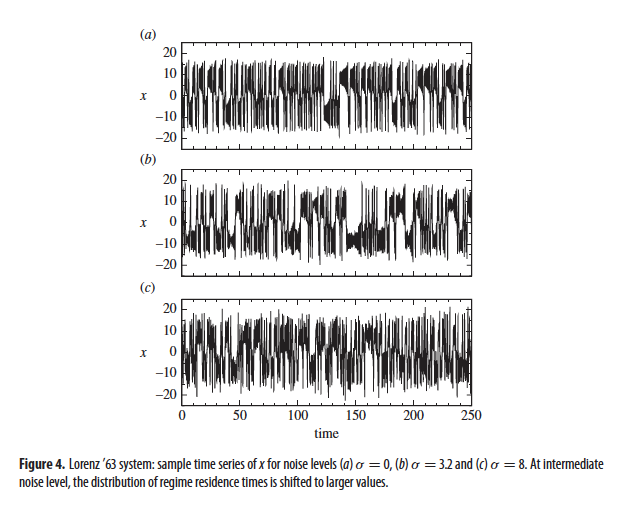 (a)
20
10
x 0
−10
−20
(b)
20
10
x 0
−10
−20
(c)
20
10
x 0
−10
−20
0 50 100 150 200 250
time
Figure 4. Lorenz ’63 system: sample time series of x for noise levels (a) σ = 0, (b) σ = 3.2 and (c) σ = 8. At intermediate
noise level, the distribution of regime residence times is shifted to larger values.